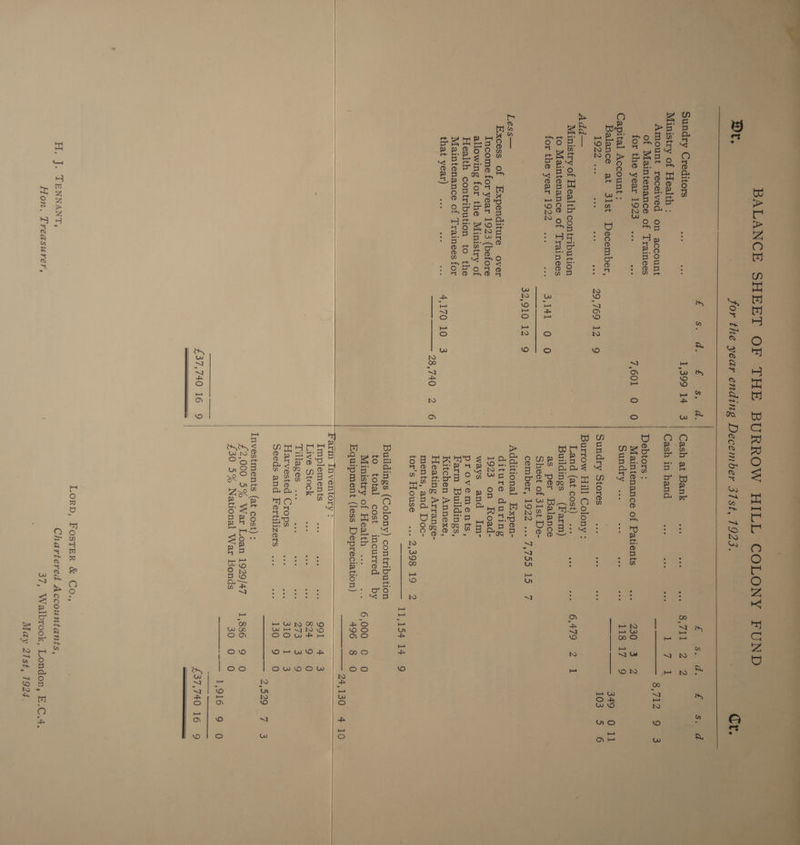 BALANCE SHEET OF THE BURROW HILL COLONY FUND
for the year ending December 31st, 1923.
Dr.
£ s. d. £ s. d.
Sundry Creditors ... ... 1,399 14 3
Ministry of Health :
Amount received on account
of Maintenance of Trainees
for the year 1923 ... ... 7,601 0 0
Capital Account :
Balance at 31st December,
1922 ... ... ... 29,769 12 9
Add—
Ministry of Health contribution
to Maintenance of Trainees
for the year 1922 ... 3,141 0 0
32,910 12 9
Less—
Excess of Expenditure over
Income for year 1923 (before
allowing for the Ministry of
Health contribution to the
Maintenance of Trainees for
that year) ... ... 4,170 10 3
28,740 2 6
£37,740 16 9
Cr.
£ s. d. £ s. d.
Cash at Bank ... ... 8,711 2 2
Cash in hand ... ... 1 7 1
8,712 9 3
Debtors :
Maintenance of Patients 230 3 2
Sundry ... ... ... 118 17 9
349 0 11
Sundry Stores ... ... ... 103 5 6
Burrow Hill Colony :
Land (at cost) ... ... 6,479 2 1
Buildings (Farm)
as per Balance
Sheet of 31st De-
cember, 1922 ... 7,755 15 7
Additional Expen-
diture during
1923 on Road-
ways and Im-
provements,
Farm Buildings,
Kitchen Annexe,
Heating Arrange-
ments, and Doc-
tor's House ... 2,398 19 2
11,154 14 9
Buildings (Colony) contribution
to total cost incurred by
Ministry of Health ... 6,000 0 0
Equipment (less Depreciation) 496 8 0
24,130 4 10
Farm Inventory :
Implements ... ... 991 4 3
Live Stock ... ... 824 9 0
Tillages ... ... ... 273 3 9
Harvested Crops ... 310 1 3
Seeds and Fertilizers ... 130 9 0
2,529 7 3
Investments (at cost) :
£2,000 5% War Loan 1929/47 1,886 9 0
£30 5% National War Bonds 30 0 0
1,916 9 0
£37,740 16 9
H. J. TENNANT,
Hon. Treasurer,
LORD, FOSTER & Co.,
Chartered Accountants,
37, Walbrook, London, E.C.4.
May 21st, 1924